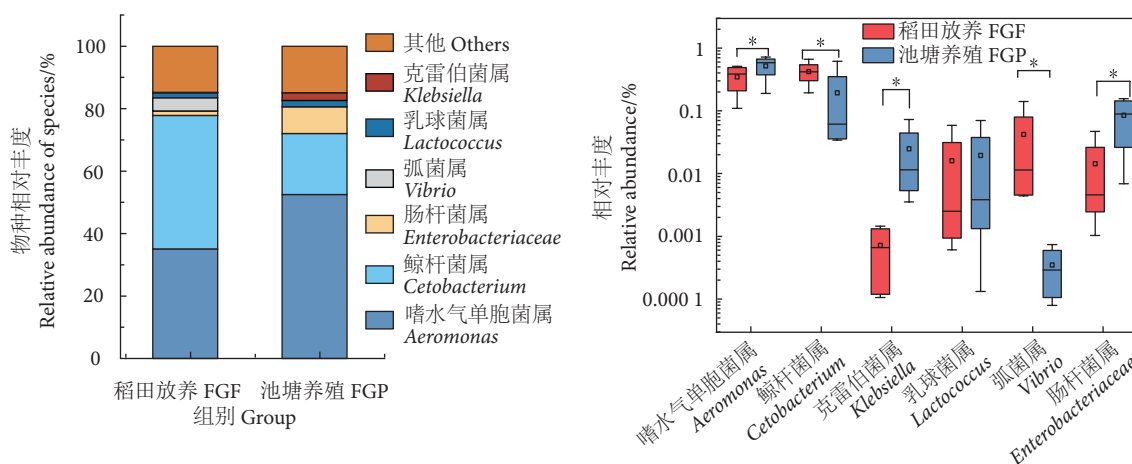 物种相对丰度
Relative abundance of species/%
100
80
60
40
20
0
稻田放养 FGF
池塘养殖 FGP
组别 Group
其他 Others
克雷伯菌属
Klebsiella
乳球菌属
Lactococcus
弧菌属
Vibrio
肠杆菌属
Enterobacteriaceae
鲸杆菌属
Cetobacterium
嗜水气单胞菌属
Aeromonas
相对丰度
Relative abundance/%
1
0.1
0.01
0.001
0.000 1
稻田放养 FGF
池塘养殖 FGP
*
*
*
*
*
嗜水气单胞菌属
Aeromonas
鲸杆菌属
Cetobacterium
克雷伯菌属
Klebsiella
乳球菌属
Lactococcus
弧菌属
Vibrio
肠杆菌属
Enterobacteriaceae